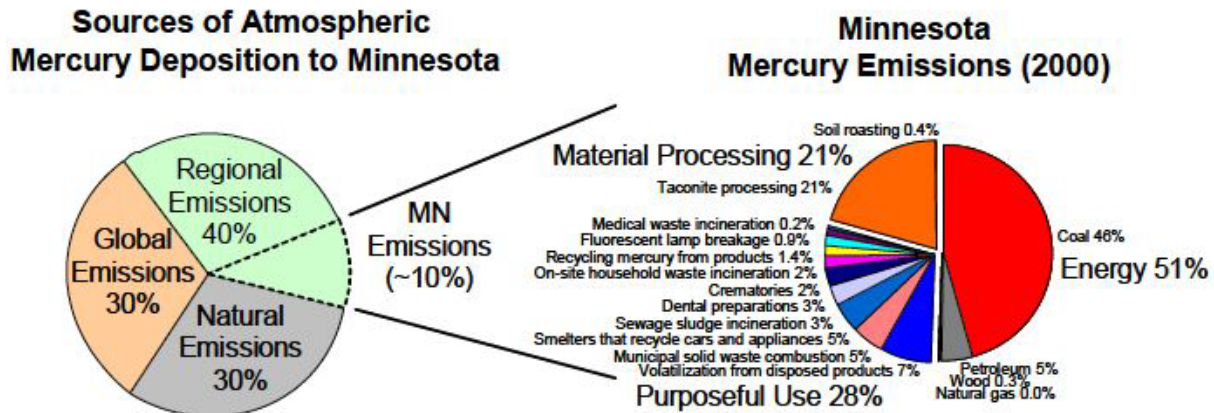 Sources of Atmospheric
Mercury Deposition to Minnesota
Regional
Emissions
40%
Global
Emissions
30%
Natural
Emissions
30%
MN
Emissions
(~10%)
Minnesota
Mercury Emissions (2000)
Soil roasting 0.4%
Material Processing 21%
Taconite processing 21%
Medical waste incineration 0.2%
Fluorescent lamp breakage 0.9%
Recycling mercury from products 1.4%
On-site household waste incineration 2%
Crematories 2%
Dental preparations 3%
Sewage sludge incineration 3%
Smelters that recycle cars and appliances 5%
Municipal solid waste combustion 5%
Volatilization from disposed products 7%
Purposeful Use 28%
Coal 46%
Energy 51%
Petroleum 5%
Wood 0.3%
Natural gas 0.0%